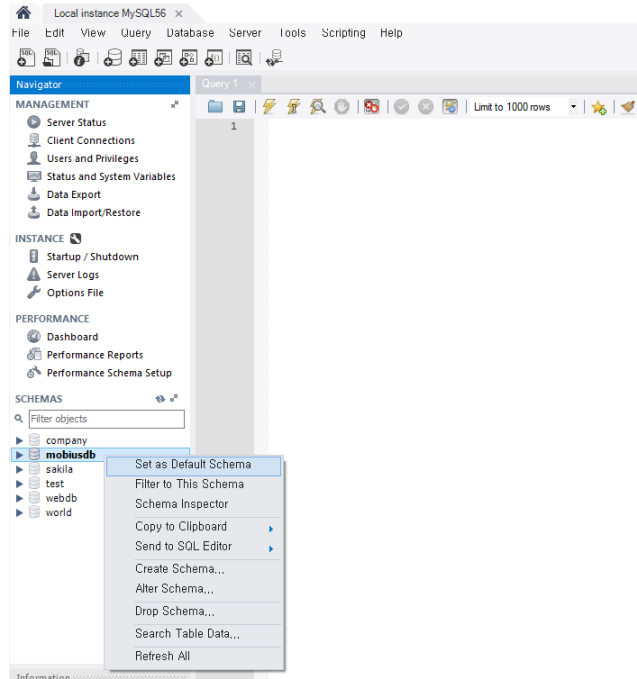 Local instance MySQL56 ×
File Edit View Query Database Server Tools Scripting Help
Navigator
Query 1 ×
MANAGEMENT
Limit to 1000 rows
Server Status
1
Client Connections
Users and Privileges
Status and System Variables
Data Export
Data Import/Restore
INSTANCE
Startup / Shutdown
Server Logs
Options File
PERFORMANCE
Dashboard
Performance Reports
Performance Schema Setup
SCHEMAS
Filter objects
company
mobiusdb
sakila
test
webdb
world
Set as Default Schema
Filter to This Schema
Schema Inspector
Copy to Clipboard
Send to SQL Editor
Create Schema...
Alter Schema...
Drop Schema...
Search Table Data...
Refresh All
Information